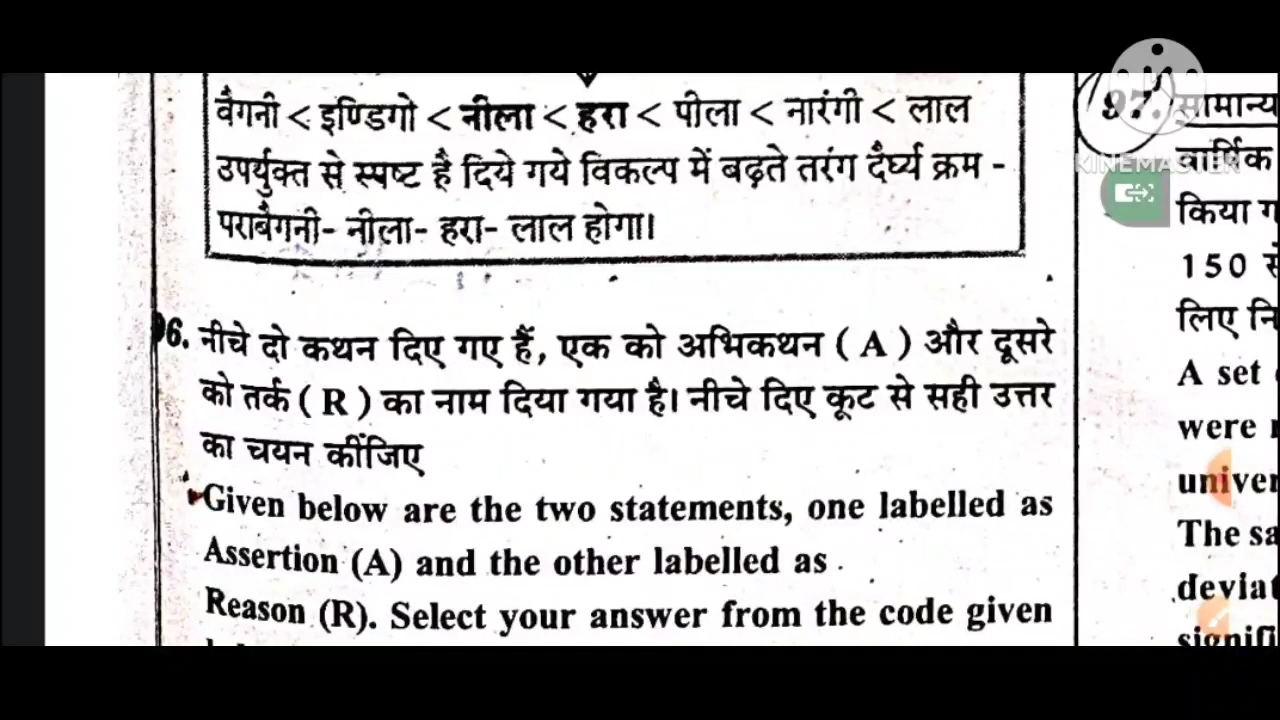 वैगनी < इण्डिगो < नीला < हरा < पीला < नारंगी < लाल
उपर्युक्त से स्पष्ट है दिये गये विकल्प में बढ़ते तरंग दैर्घ्य क्रम -
पराबैगनी- नीला- हरा- लाल होगा।
96. नीचे दो कथन दिए गए हैं, एक को अभिकथन ( A ) और दूसरे
को तर्क ( R ) का नाम दिया गया है। नीचे दिए कूट से सही उत्तर
का चयन कींजिए
Given below are the two statements, one labelled as
Assertion (A) and the other labelled as .
Reason (R). Select your answer from the code given
97. सामान्य
वार्षिक
किया ग
150 से
लिए नि
A set
were
univer
The sa
deviat
signifi
KINEMASTER